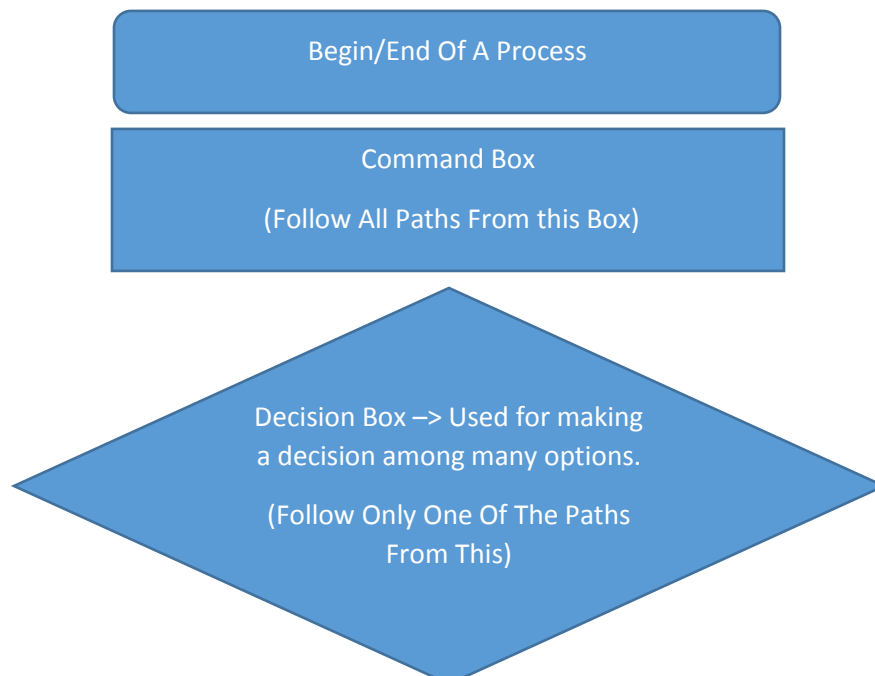 Begin/End Of A Process
Command Box
(Follow All Paths From this Box)
Decision Box –> Used for making
a decision among many options.
(Follow Only One Of The Paths
From This)